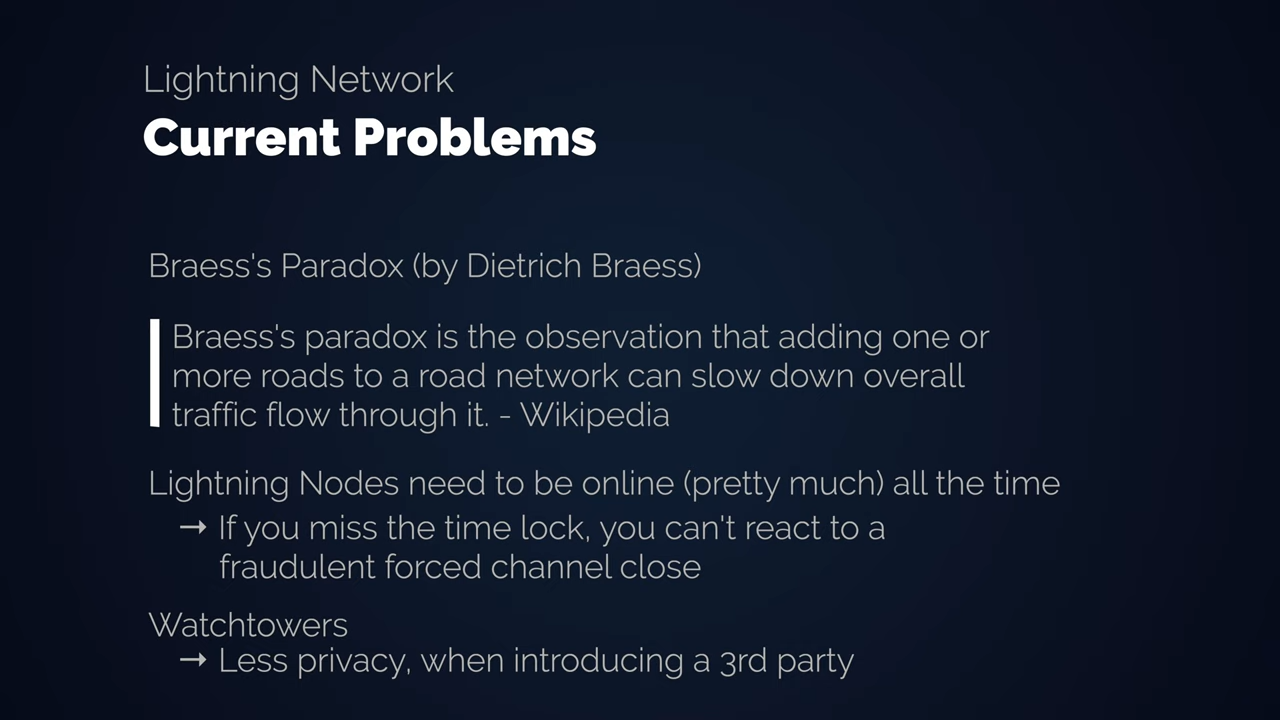 Lightning Network
Current Problems
Braess's Paradox (by Dietrich Braess)
Braess's paradox is the observation that adding one or
more roads to a road network can slow down overall
traffic flow through it. - Wikipedia
Lightning Nodes need to be online (pretty much) all the time
→ If you miss the time lock, you can't react to a
fraudulent forced channel close
Watchtowers
→ Less privacy, when introducing a 3rd party